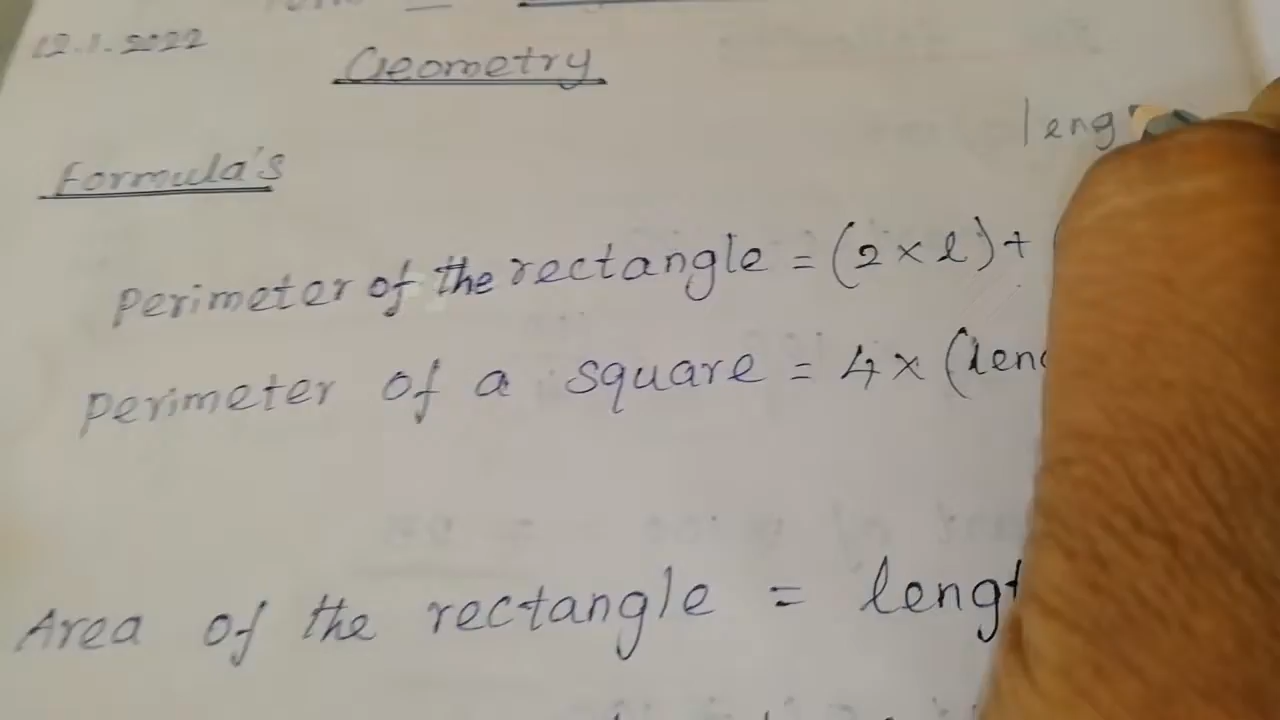 12.1.2022
Geometry
leng
Formula's
Perimeter of the rectangle = (2 × l) +
Perimeter of a square = 4 × (len
Area of the rectangle = lengt